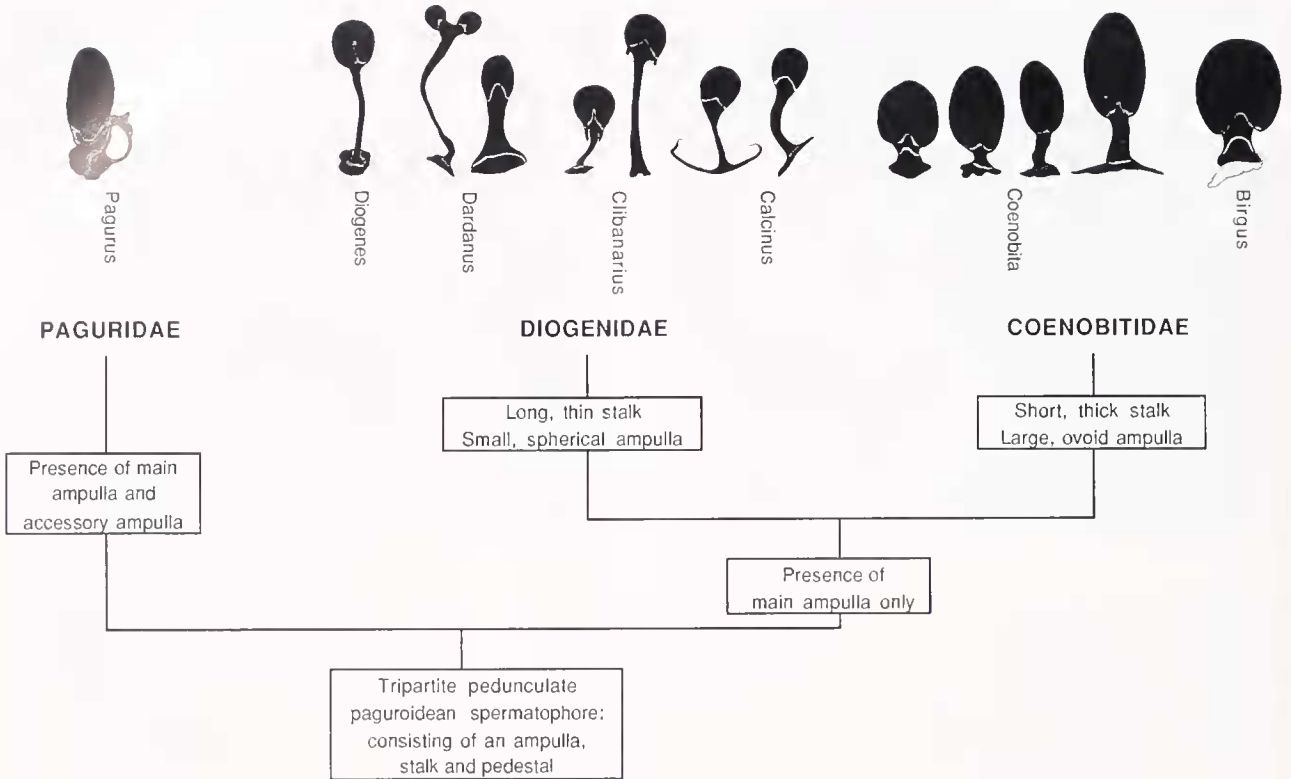 Pagurus
Diogenes
Dardanus
Clibanarius
Calcinus
Coenobita
Birgus
PAGURIDAE
DIOGENIDAE
COENOBITIDAE
Long, thin stalk
Small, spherical ampulla
Short, thick stalk
Large, ovoid ampulla
Presence of main
ampulla and
accessory ampulla
Presence of
main ampulla only
Tripartite pedunculate
paguroidean spermatophore:
consisting of an ampulla,
stalk and pedestal